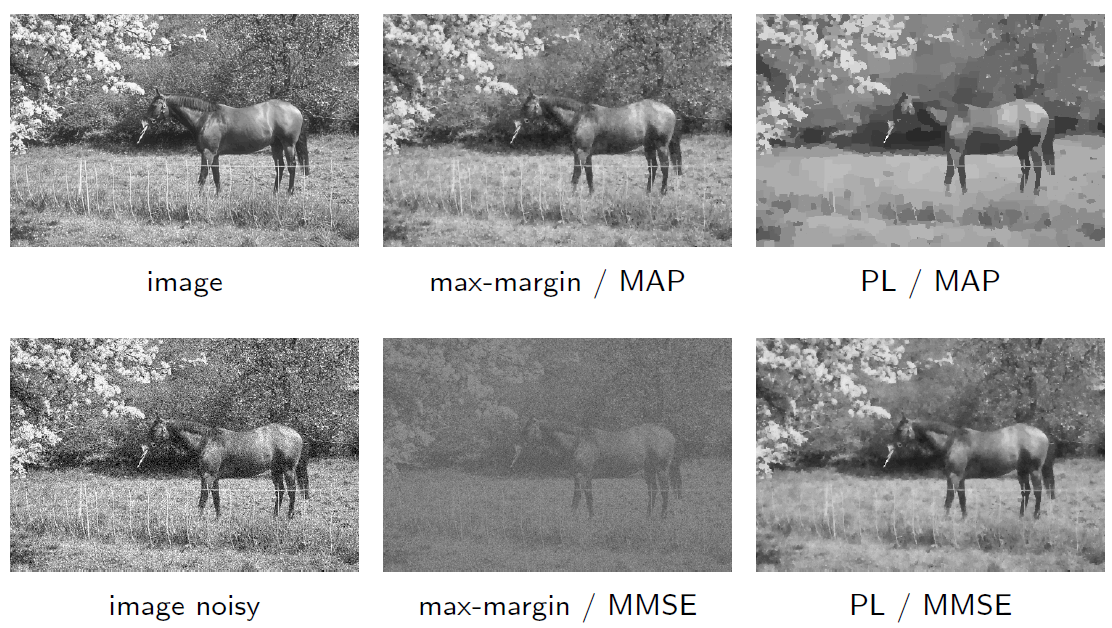 image
max-margin / MAP
PL / MAP
image noisy
max-margin / MMSE
PL / MMSE